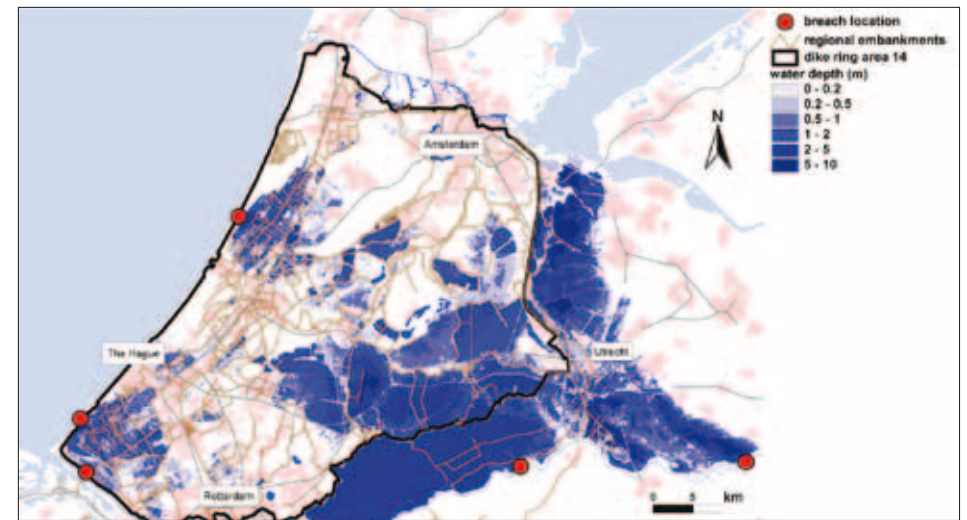 breach location
regional embankments
dike ring area 14
water depth (m)
0 - 0.2
0.2 - 0.5
0.5 - 1
1 - 2
2 - 5
5 - 10
N
Amsterdam
The Hague
Utrecht
Rotterdam
0 5 km